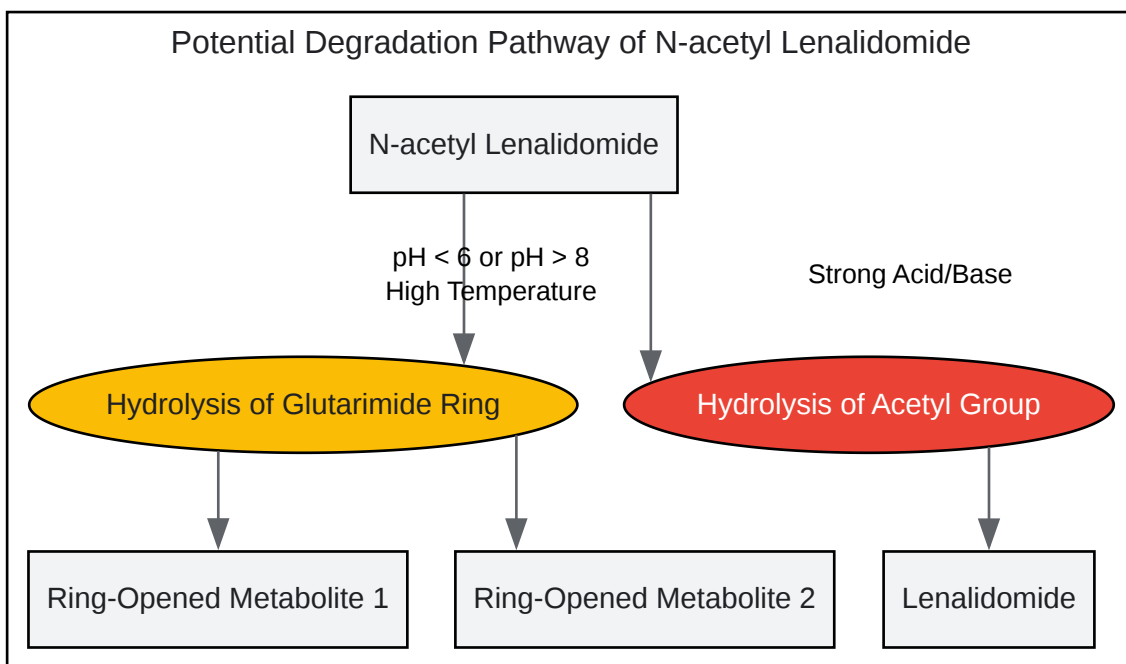 Potential Degradation Pathway of N-acetyl Lenalidomide
N-acetyl Lenalidomide
pH < 6 or pH > 8
High Temperature
Strong Acid/Base
Hydrolysis of Glutarimide Ring
Hydrolysis of Acetyl Group
Ring-Opened Metabolite 1
Ring-Opened Metabolite 2
Lenalidomide